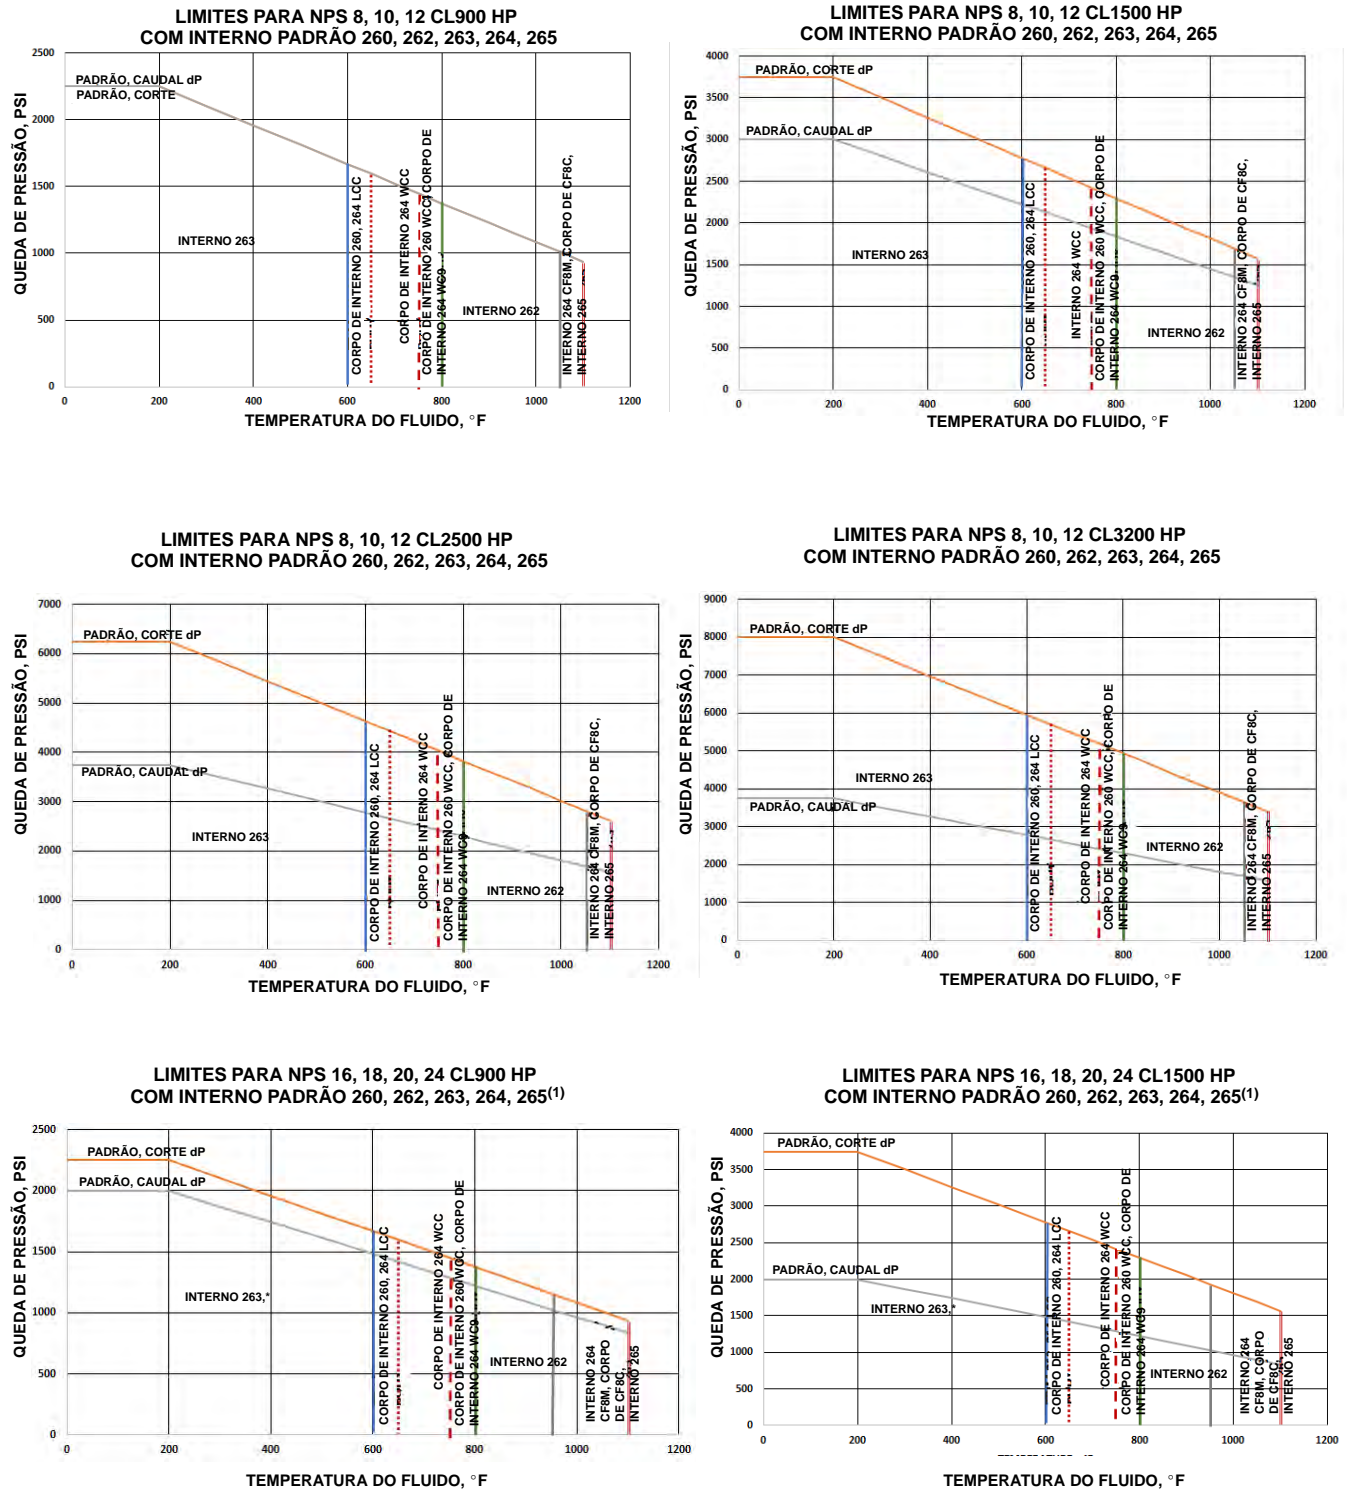 LIMITES PARA NPS 8, 10, 12 CL900 HP
COM INTERNO PADRÃO 260, 262, 263, 264, 265
QUEDA DE PRESSÃO, PSI
2500
2000
1500
1000
500
0
PADRÃO, CAUDAL dP
PADRÃO, CORTE
INTERNO 263
CORPO DE INTERNO 260, 264 LCC
CORPO DE INTERNO 264 WCC
CORPO DE INTERNO 260 WCC, CORPO DE
INTERNO 264 WC9
INTERNO 262
INTERNO 264 CF8M, CORPO DE CF8C,
INTERNO 265
0 200 400 600 800 1000 1200
TEMPERATURA DO FLUIDO, °F
LIMITES PARA NPS 8, 10, 12 CL1500 HP
COM INTERNO PADRÃO 260, 262, 263, 264, 265
QUEDA DE PRESSÃO, PSI
4000
3500
3000
2500
2000
1500
1000
500
0
PADRÃO, CORTE dP
PADRÃO, CAUDAL dP
INTERNO 263
CORPO DE INTERNO 260, 264 LCC
INTERNO 264 WCC
CORPO DE INTERNO 260 WCC, CORPO DE
INTERNO 264 WC9
INTERNO 262
INTERNO 264 CF8M, CORPO DE CF8C,
INTERNO 265
0 200 400 600 800 1000 1200
TEMPERATURA DO FLUIDO, °F
LIMITES PARA NPS 8, 10, 12 CL2500 HP
COM INTERNO PADRÃO 260, 262, 263, 264, 265
QUEDA DE PRESSÃO, PSI
7000
6000
5000
4000
3000
2000
1000
0
PADRÃO, CORTE dP
PADRÃO, CAUDAL dP
INTERNO 263
CORPO DE INTERNO 260, 264 LCC
CORPO DE INTERNO 264 WCC
CORPO DE INTERNO 260 WCC, CORPO DE
INTERNO 264 WC9
INTERNO 262
INTERNO 264 CF8M, CORPO DE CF8C,
INTERNO 265
0 200 400 600 800 1000 1200
TEMPERATURA DO FLUIDO, °F
LIMITES PARA NPS 8, 10, 12 CL3200 HP
COM INTERNO PADRÃO 260, 262, 263, 264, 265
QUEDA DE PRESSÃO, PSI
9000
8000
7000
6000
5000
4000
3000
2000
1000
0
PADRÃO, CORTE dP
INTERNO 263
PADRÃO, CAUDAL dP
CORPO DE INTERNO 260, 264 LCC
CORPO DE INTERNO 264 WCC
CORPO DE INTERNO 260 WCC, CORPO DE
INTERNO 264 WC9
INTERNO 262
INTERNO 264 CF8M, CORPO DE CF8C,
INTERNO 265
0 200 400 600 800 1000 1200
TEMPERATURA DO FLUIDO, °F
LIMITES PARA NPS 16, 18, 20, 24 CL900 HP
COM INTERNO PADRÃO 260, 262, 263, 264, 265(1)
QUEDA DE PRESSÃO, PSI
2500
2000
1500
1000
500
0
PADRÃO, CORTE dP
PADRÃO, CAUDAL dP
INTERNO 263,*
CORPO DE INTERNO 260, 264 LCC
CORPO DE INTERNO 264 WCC
CORPO DE INTERNO 260 WCC, CORPO DE
INTERNO 264 WC9
INTERNO 262
INTERNO 264
CF8M, CORPO
DE CF8C,
INTERNO 265
0 200 400 600 800 1000 1200
TEMPERATURA DO FLUIDO, °F
LIMITES PARA NPS 16, 18, 20, 24 CL1500 HP
COM INTERNO PADRÃO 260, 262, 263, 264, 265(1)
QUEDA DE PRESSÃO, PSI
4000
3500
3000
2500
2000
1500
1000
500
0
PADRÃO, CORTE dP
PADRÃO, CAUDAL dP
INTERNO 263,*
CORPO DE INTERNO 260, 264 LCC
CORPO DE INTERNO 264 WCC
CORPO DE INTERNO 260 WCC, CORPO DE
INTERNO 264 WC9
INTERNO 262
INTERNO 264
CF8M, CORPO
DE CF8C,
INTERNO 265
0 200 400 600 800 1000 1200
TEMPERATURA DO FLUIDO, °F